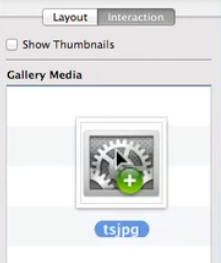 Layout Interaction
Show Thumbnails
Gallery Media
tsjpg